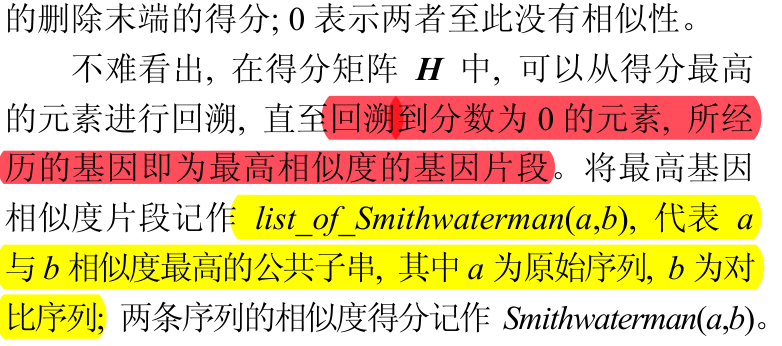 的删除末端的得分; 0 表示两者至此没有相似性。
不难看出, 在得分矩阵 H 中, 可以从得分最高
的元素进行回溯, 直至回溯到分数为 0 的元素, 所经
历的基因即为最高相似度的基因片段。将最高基因
相似度片段记作 list_of_Smithwaterman(a,b), 代表 a
与 b 相似度最高的公共子串, 其中 a 为原始序列, b 为对
比序列; 两条序列的相似度得分记作 Smithwaterman(a,b)。